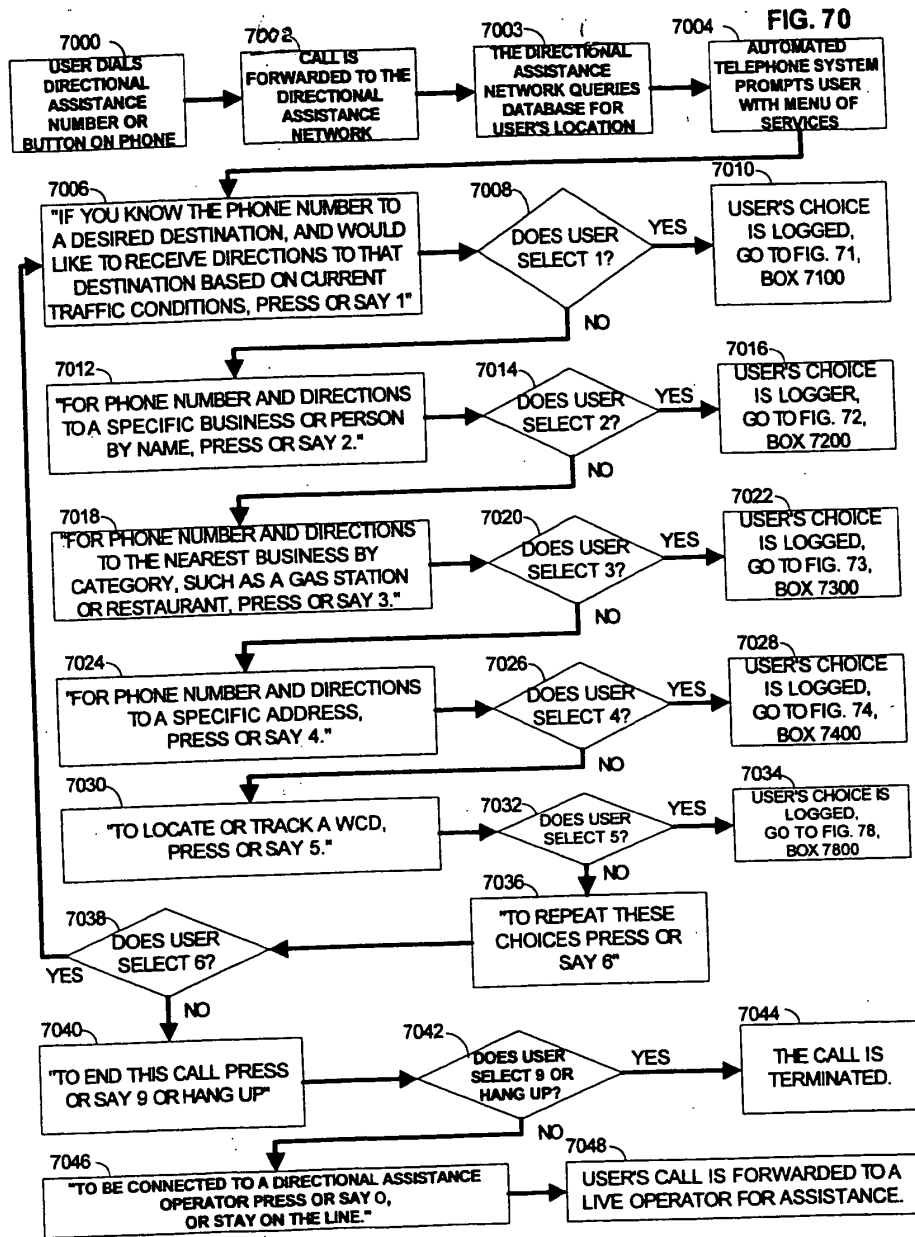 FIG. 70
7000
USER DIALS
DIRECTIONAL
ASSISTANCE
NUMBER OR
BUTTON ON PHONE
7002
CALL IS
FORWARDED TO THE
DIRECTIONAL
ASSISTANCE
NETWORK
7003
THE DIRECTIONAL
ASSISTANCE
NETWORK QUERIES
DATABASE FOR
USER'S LOCATION
7004
AUTOMATED
TELEPHONE SYSTEM
PROMPTS USER
WITH MENU OF
SERVICES
7006
"IF YOU KNOW THE PHONE NUMBER TO
A DESIRED DESTINATION, AND WOULD
LIKE TO RECEIVE DIRECTIONS TO THAT
DESTINATION BASED ON CURRENT
TRAFFIC CONDITIONS, PRESS OR SAY 1"
7008
DOES USER
SELECT 1?
YES
NO
7010
USER'S CHOICE
IS LOGGED,
GO TO FIG. 71,
BOX 7100
7012
"FOR PHONE NUMBER AND DIRECTIONS
TO A SPECIFIC BUSINESS OR PERSON
BY NAME, PRESS OR SAY 2."
7014
DOES USER
SELECT 2?
YES
NO
7016
USER'S CHOICE
IS LOGGER,
GO TO FIG. 72,
BOX 7200
7018
"FOR PHONE NUMBER AND DIRECTIONS
TO THE NEAREST BUSINESS BY
CATEGORY, SUCH AS A GAS STATION
OR RESTAURANT, PRESS OR SAY 3."
7020
DOES USER
SELECT 3?
YES
NO
7022
USER'S CHOICE
IS LOGGED,
GO TO FIG. 73,
BOX 7300
7024
"FOR PHONE NUMBER AND DIRECTIONS
TO A SPECIFIC ADDRESS,
PRESS OR SAY 4."
7026
DOES USER
SELECT 4?
YES
NO
7028
USER'S CHOICE
IS LOGGED,
GO TO FIG. 74,
BOX 7400
7030
"TO LOCATE OR TRACK A WCD,
PRESS OR SAY 5."
7032
DOES USER
SELECT 5?
YES
NO
7034
USER'S CHOICE IS
LOGGED,
GO TO FIG. 78,
BOX 7800
7036
"TO REPEAT THESE
CHOICES PRESS OR
SAY 6"
7038
DOES USER
SELECT 6?
YES
NO
7040
"TO END THIS CALL PRESS
OR SAY 9 OR HANG UP"
7042
DOES USER
SELECT 9 OR
HANG UP?
YES
NO
7044
THE CALL IS
TERMINATED.
7046
"TO BE CONNECTED TO A DIRECTIONAL ASSISTANCE
OPERATOR PRESS OR SAY O,
OR STAY ON THE LINE."
7048
USER'S CALL IS FORWARDED TO A
LIVE OPERATOR FOR ASSISTANCE.